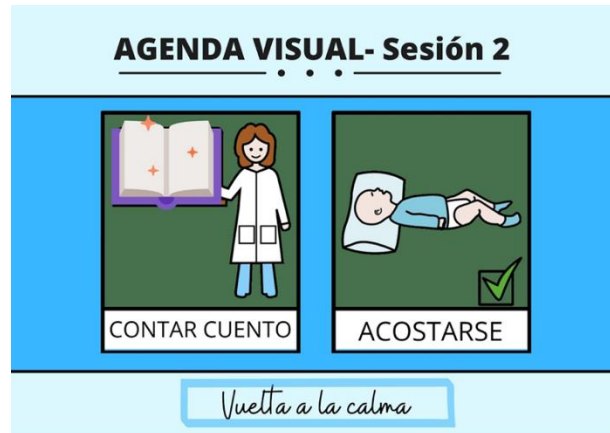 AGENDA VISUAL- Sesión 2
CONTAR CUENTO
ACOSTARSE
Vuelta a la calma